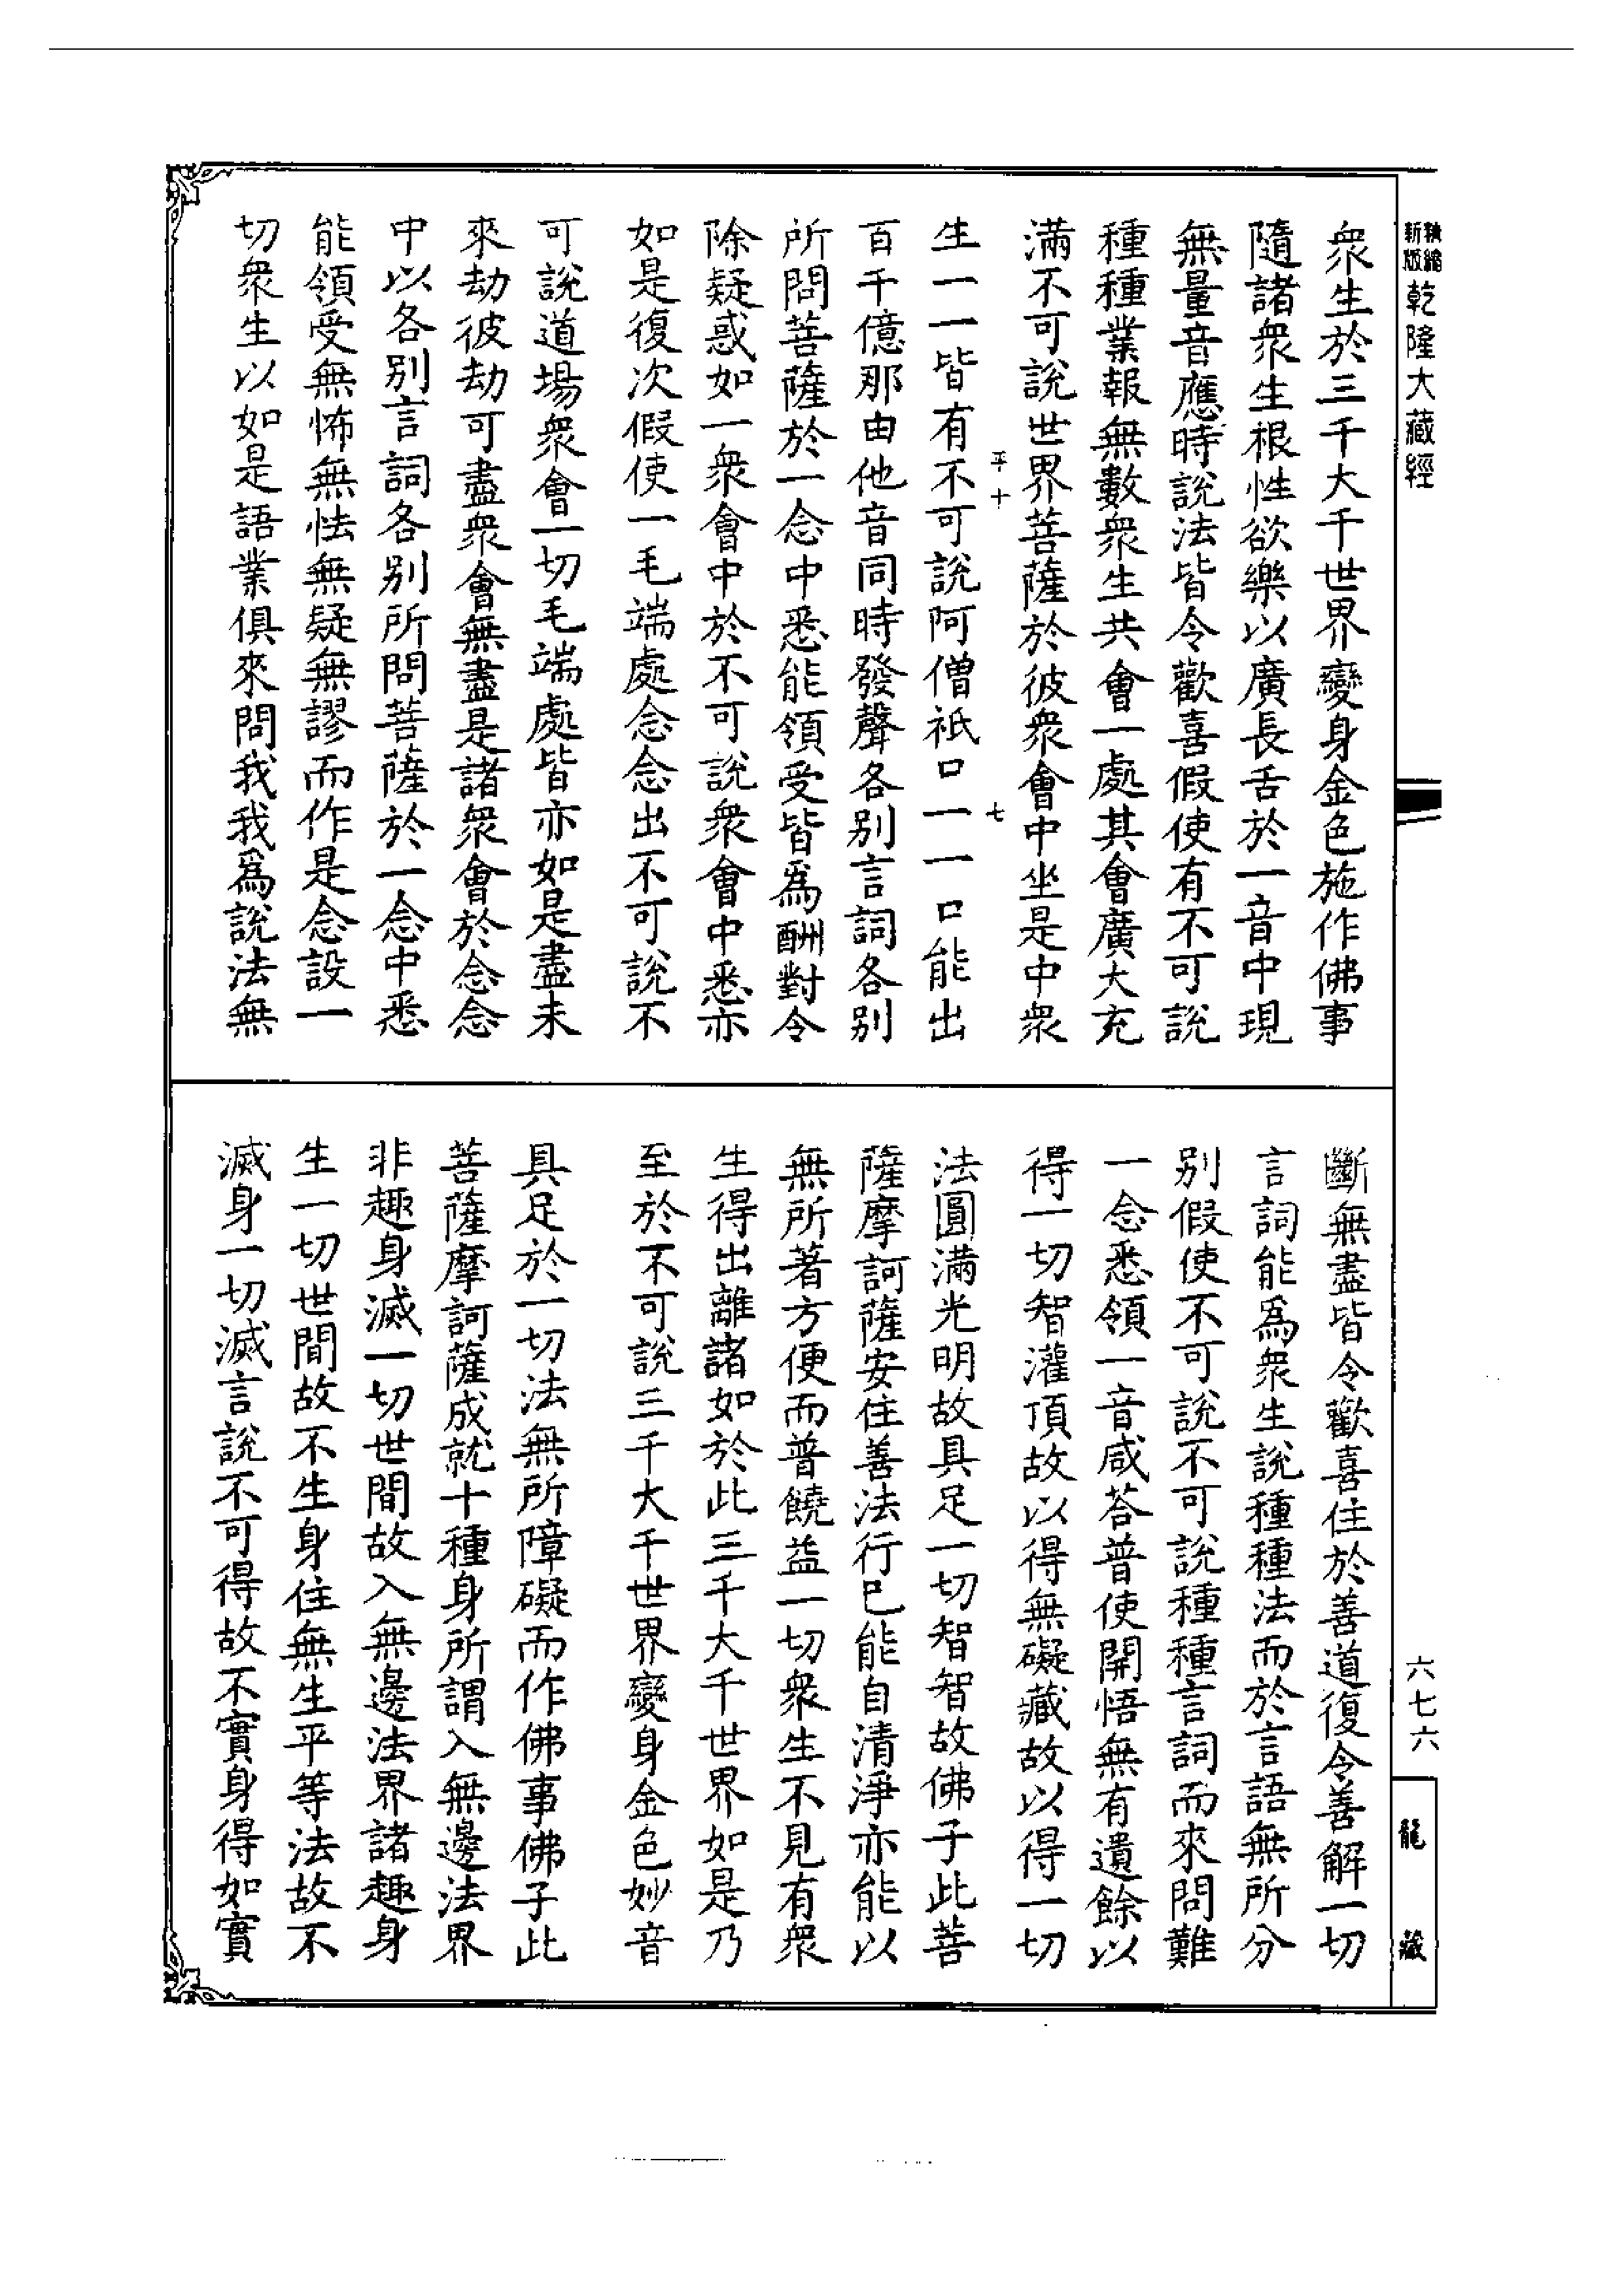 新版
精縮
乾隆大藏經
六七六
龍藏
衆生於三千大千世界變身金色施作佛事
隨諸衆生根性欲樂以廣長舌於一音中現
無量音應時說法皆令歡喜假使有不可說
種種業報無數衆生共會一處其會廣大充
滿不可說世界菩薩於彼衆會中坐是中衆
平十
七
生一一皆有不可說阿僧祇口一一口能出
百千億那由他音同時發聲各別言詞各別
所問菩薩於一念中悉能領受皆爲酬對令
除疑惑如一衆會中於不可說衆會中悉亦
如是復次假使一毛端處念念出不可說不
可說道場衆會一切毛端處皆亦如是盡未
來劫彼劫可盡衆會無盡是諸衆會於念念
中以各別言詞各別所問菩薩於一念中悉
能領受無怖無怯無疑無謬而作是念設一
切衆生以如是語業俱來問我我爲說法無
斷無盡皆令歡喜住於善道復令善解一切
言詞能爲衆生說種種法而於言語無所分
別假使不可說不可說種種言詞而來問難
一念悉領一音咸荅普使開悟無有遺餘以
得一切智灌頂故以得無礙藏故以得一切
法圓滿光明故具足一切智智故佛子此菩
薩摩訶薩安住善法行已能自清淨亦能以
無所著方便而普饒益一切衆生不見有衆
生得出離諸如於此三千大千世界如是乃
至於不可說三千大千世界變身金色妙音
具足於一切法無所障礙而作佛事佛子此
菩薩摩訶薩成就十種身所謂入無邊法界
非趣身滅一切世間故入無邊法界諸趣身
生一切世間故不生身住無生平等法故不
滅身一切滅言說不可得故不實身得如實